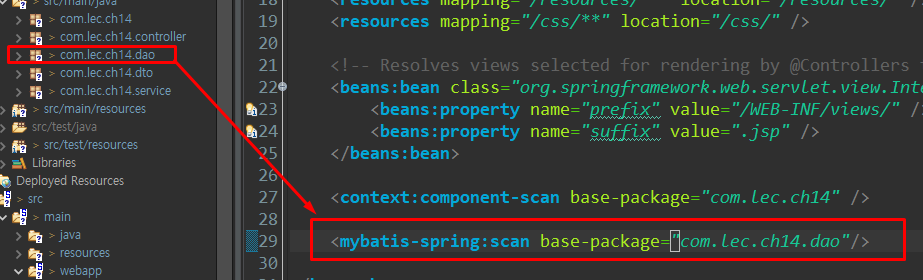 src/main/java
> com.lec.ch14
> com.lec.ch14.controller
> com.lec.ch14.dao
> com.lec.ch14.dto
> com.lec.ch14.service
> src/main/resources
src/test/java
> src/test/resources
Libraries
Deployed Resources
> src
> main
> java
> resources
> webapp
18
19 <resources mapping="/css/**" location="/css/" />
20
21 <!-- Resolves views selected for rendering by @Controllers
22 <beans:bean class="org.springframework.web.servlet.view.Inte
23 <beans:property name="prefix" value="/WEB-INF/views/" /
24 <beans:property name="suffix" value=".jsp" />
25 </beans:bean>
26
27 <context:component-scan base-package="com.lec.ch14" />
28
29 <mybatis-spring:scan base-package="com.lec.ch14.dao"/>
30